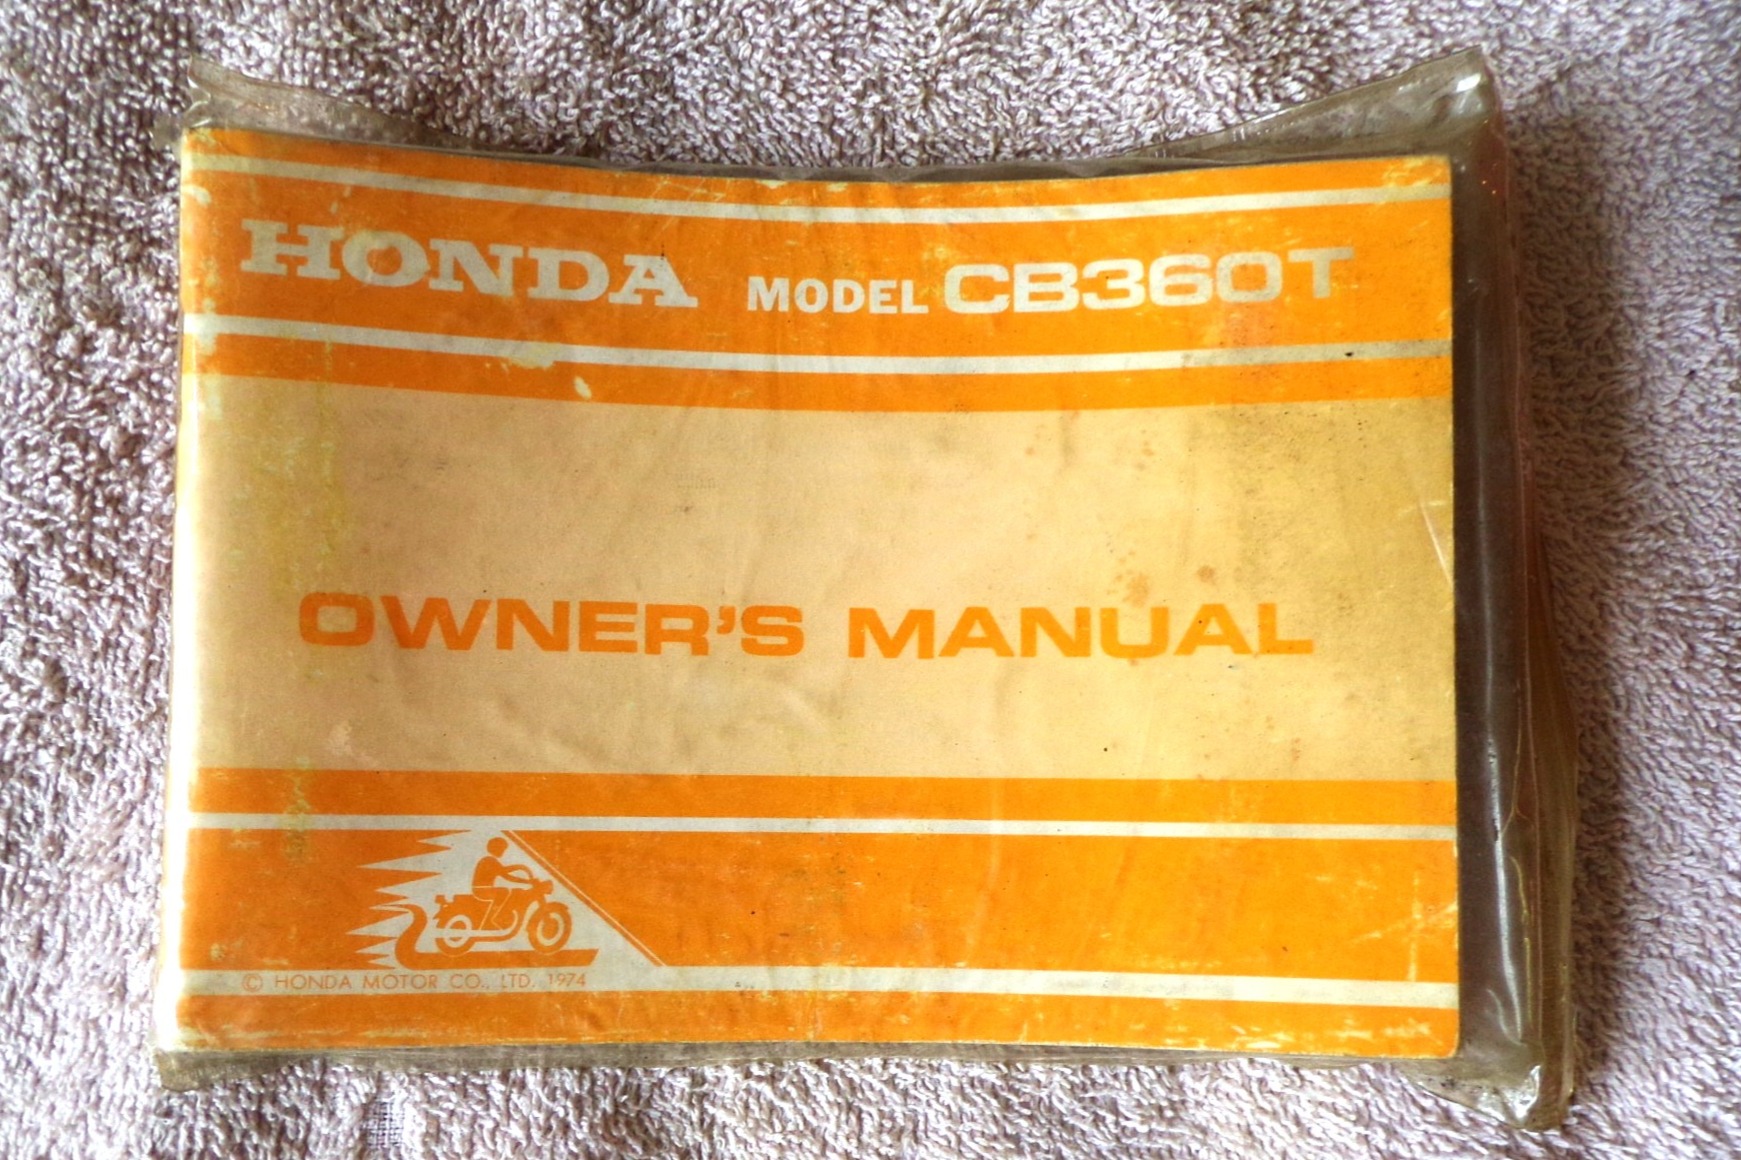 HONDA MODEL CB360T
OWNER'S MANUAL
© HONDA MOTOR CO., LTD. 1974